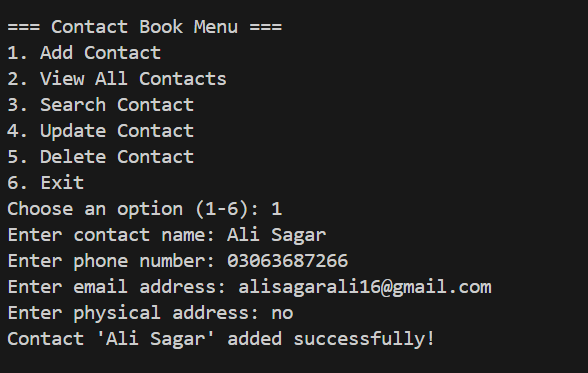 === Contact Book Menu ===
1. Add Contact
2. View All Contacts
3. Search Contact
4. Update Contact
5. Delete Contact
6. Exit
Choose an option (1-6): 1
Enter contact name: Ali Sagar
Enter phone number: 03063687266
Enter email address: alisagarali16@gmail.com
Enter physical address: no
Contact 'Ali Sagar' added successfully!